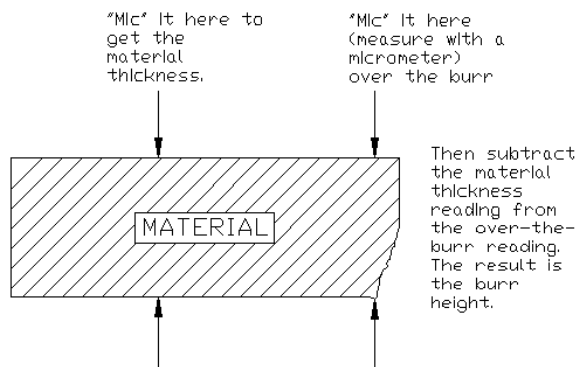 "Mic" It here to
get the
material
thickness.
"Mic" It here
(measure with a
micrometer)
over the burr
Then subtract
the material
thickness
reading from
the over-the-
burr reading.
The result is
the burr
height.
MATERIAL